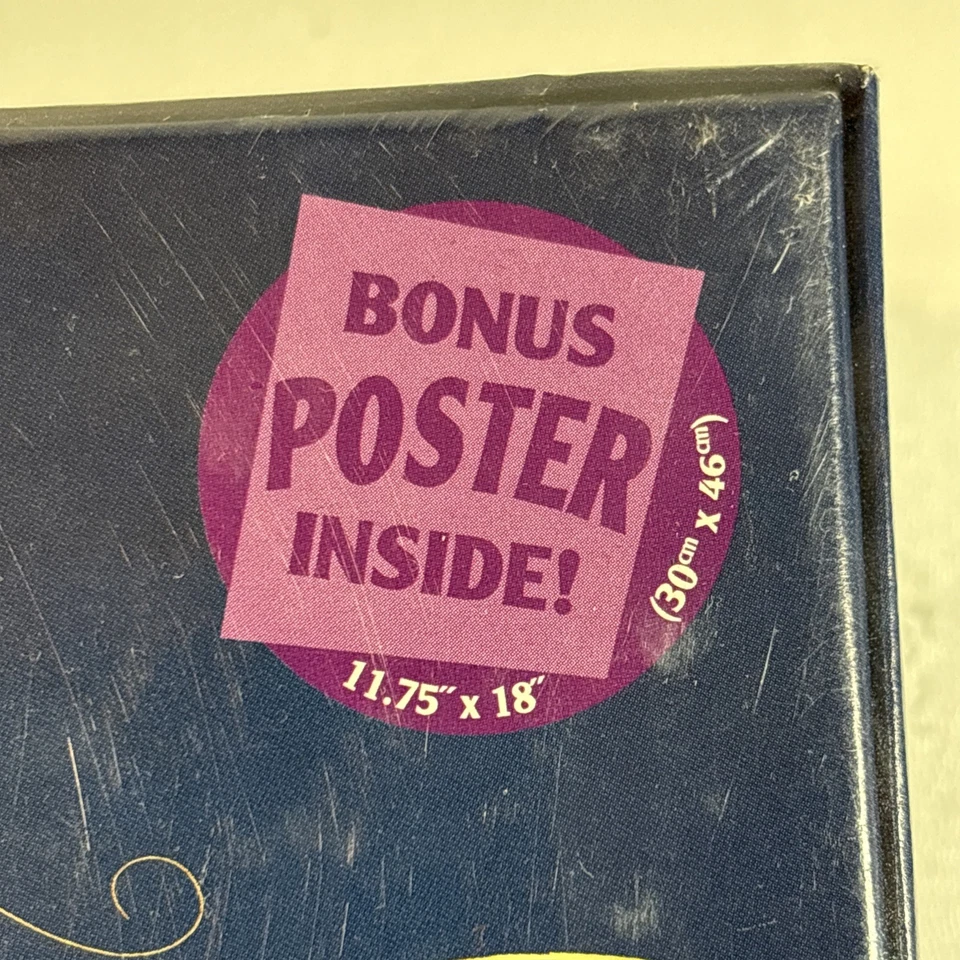 BONUS
POSTER
INSIDE!
11.75″ x 18″
(30cm x 46cm)